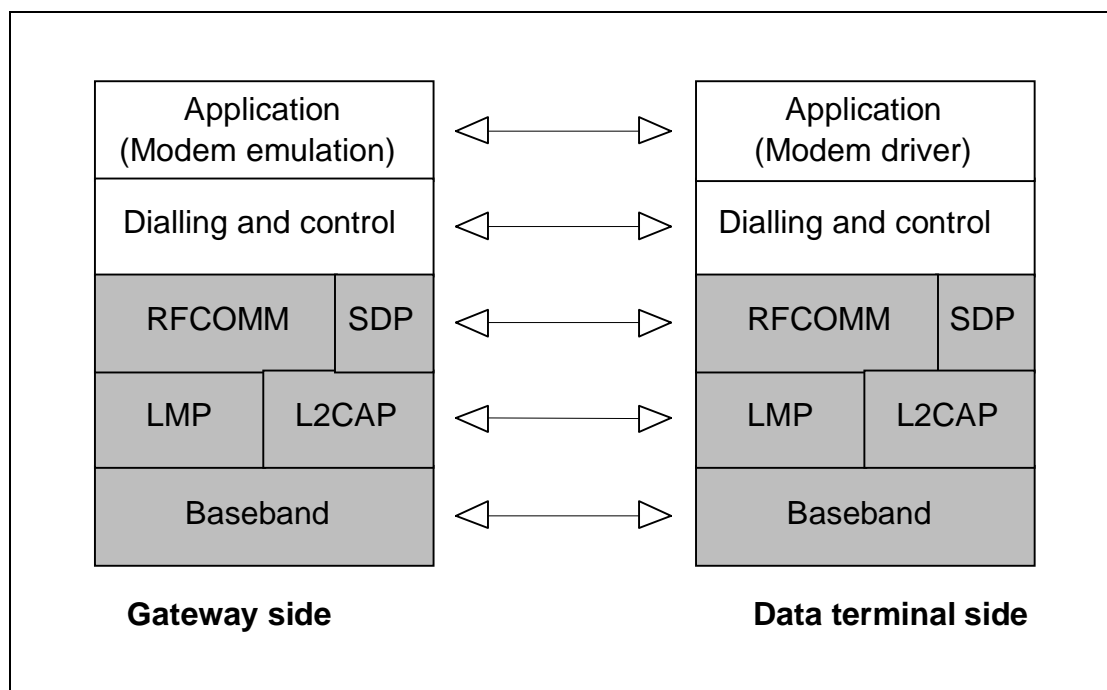 Application
(Modem emulation)
Dialling and control
RFCOMM
SDP
LMP
L2CAP
Baseband
Gateway side
Application
(Modem driver)
Dialling and control
RFCOMM
SDP
LMP
L2CAP
Baseband
Data terminal side